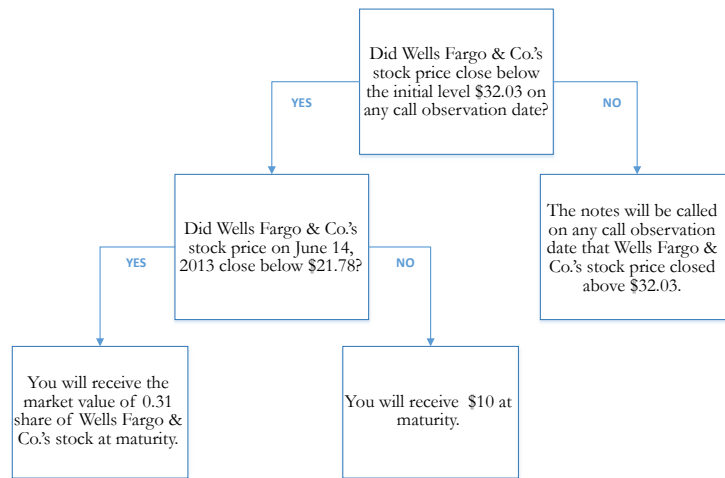 Did Wells Fargo & Co.'s
stock price close below
the initial level $32.03 on
any call observation date?
YES
NO
Did Wells Fargo & Co.'s
stock price on June 14,
2013 close below $21.78?
The notes will be called
on any call observation
date that Wells Fargo &
Co.'s stock price closed
above $32.03.
YES
NO
You will receive the
market value of 0.31
share of Wells Fargo &
Co.'s stock at maturity.
You will receive $10 at
maturity.